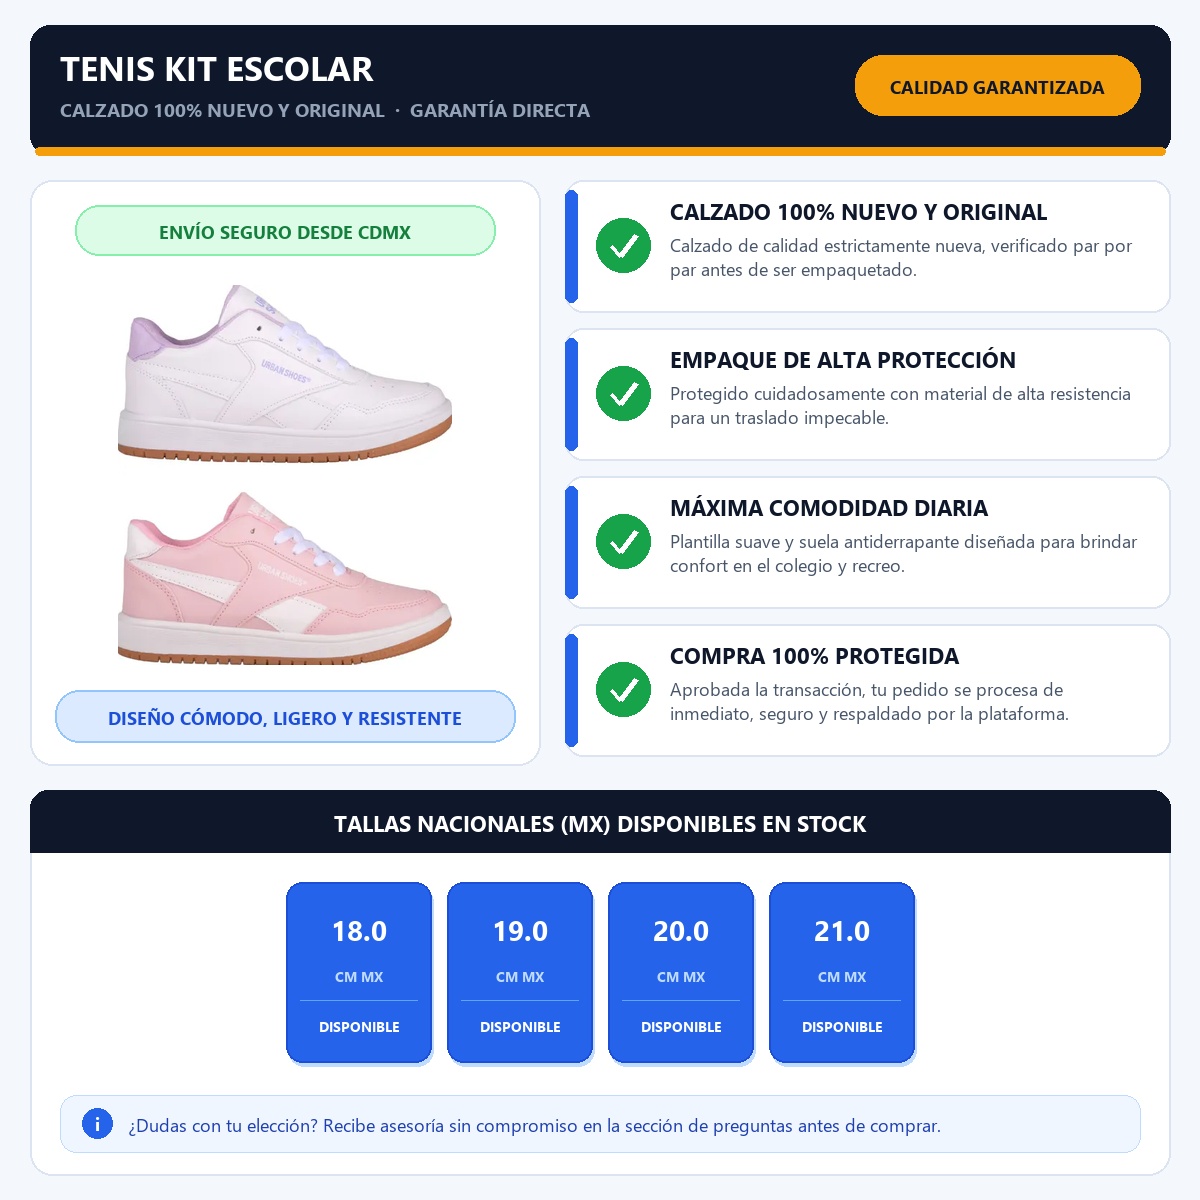 TENIS KIT ESCOLAR
CALZADO 100% NUEVO Y ORIGINAL · GARANTÍA DIRECTA
CALIDAD GARANTIZADA
ENVÍO SEGURO DESDE CDMX
URBAN SHOES™
URBAN SHOES
DISEÑO CÓMODO, LIGERO Y RESISTENTE
CALZADO 100% NUEVO Y ORIGINAL
Calzado de calidad estrictamente nueva, verificado par por
par antes de ser empaquetado.
EMPAQUE DE ALTA PROTECCIÓN
Protegido cuidadosamente con material de alta resistencia
para un traslado impecable.
MÁXIMA COMODIDAD DIARIA
Plantilla suave y suela antiderrapante diseñada para brindar
confort en el colegio y recreo.
COMPRA 100% PROTEGIDA
Aprobada la transacción, tu pedido se procesa de
inmediato, seguro y respaldado por la plataforma.
TALLAS NACIONALES (MX) DISPONIBLES EN STOCK
18.0
CM MX
DISPONIBLE
19.0
CM MX
DISPONIBLE
20.0
CM MX
DISPONIBLE
21.0
CM MX
DISPONIBLE
¿Dudas con tu elección? Recibe asesoría sin compromiso en la sección de preguntas antes de comprar.